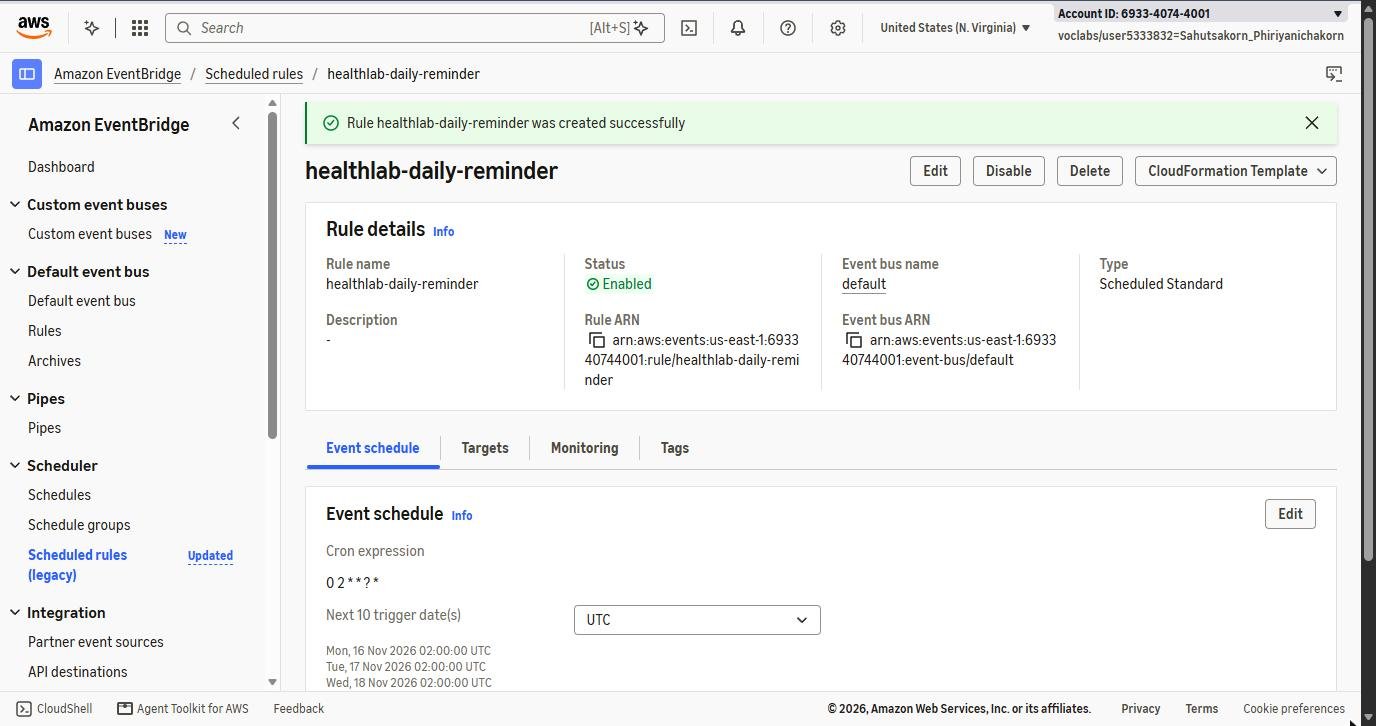 aws
Search
[Alt+S]
United States (N. Virginia)
Account ID: 6933-4074-4001
voclabs/user5333832=Sahutsakorn_Phiriyanichakorn
Amazon EventBridge / Scheduled rules / healthlab-daily-reminder
Amazon EventBridge
Dashboard
Custom event buses
Custom event buses New
Default event bus
Default event bus
Rules
Archives
Pipes
Pipes
Scheduler
Schedules
Schedule groups
Scheduled rules
(legacy)
Updated
Integration
Partner event sources
API destinations
Rule healthlab-daily-reminder was created successfully
healthlab-daily-reminder
Edit
Disable
Delete
CloudFormation Template
Rule details Info
Rule name
healthlab-daily-reminder
Description
-
Status
Enabled
Rule ARN
arn:aws:events:us-east-1:6933
40744001:rule/healthlab-daily-remi
nder
Event bus name
default
Event bus ARN
arn:aws:events:us-east-1:6933
40744001:event-bus/default
Type
Scheduled Standard
Event schedule
Targets
Monitoring
Tags
Event schedule Info
Edit
Cron expression
0 2 * * ? *
Next 10 trigger date(s)
UTC
Mon, 16 Nov 2026 02:00:00 UTC
Tue, 17 Nov 2026 02:00:00 UTC
Wed, 18 Nov 2026 02:00:00 UTC
CloudShell
Agent Toolkit for AWS
Feedback
© 2026, Amazon Web Services, Inc. or its affiliates.
Privacy
Terms
Cookie preferences